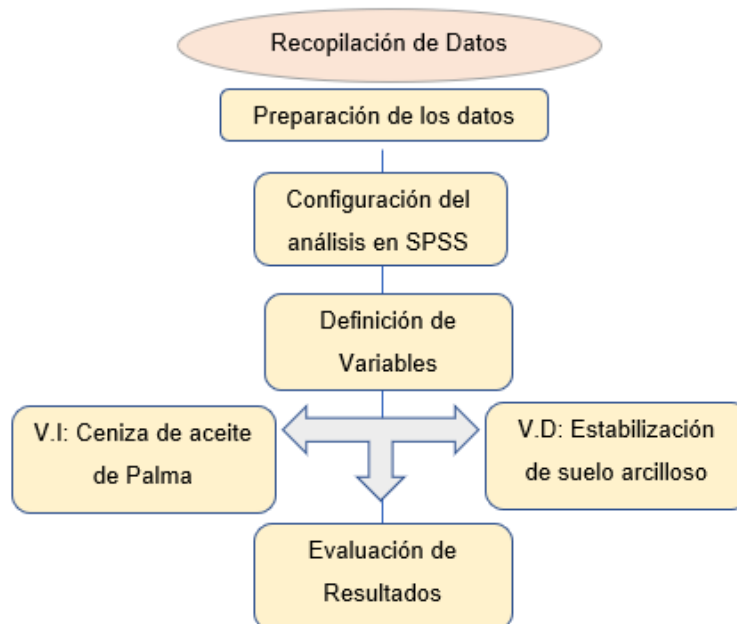 Recopilación de Datos
Preparación de los datos
Configuración del
análisis en SPSS
Definición de
Variables
V.I: Ceniza de aceite
de Palma
V.D: Estabilización
de suelo arcilloso
Evaluación de
Resultados